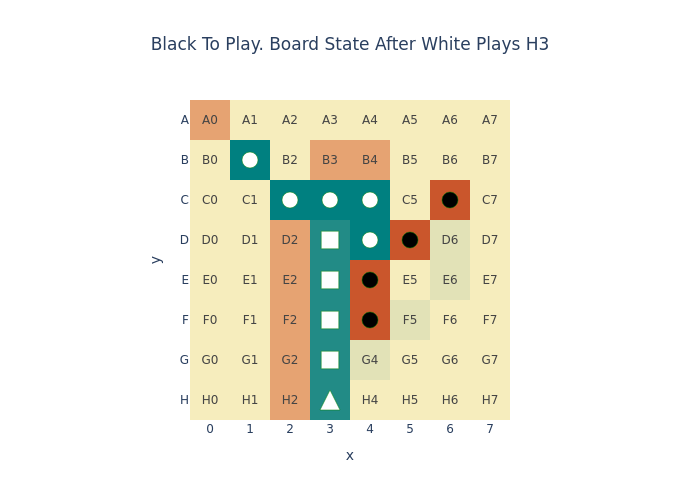 Black To Play. Board State After White Plays H3
A A0 A1 A2 A3 A4 A5 A6 A7
B B0 B2 B3 B4 B5 B6 B7
C C0 C1 C5 C7
D D0 D1 D2 D6 D7
E E0 E1 E2 E5 E6 E7
F F0 F1 F2 F5 F6 F7
G G0 G1 G2 G4 G5 G6 G7
H H0 H1 H2 H4 H5 H6 H7
0 1 2 3 4 5 6 7
x
y